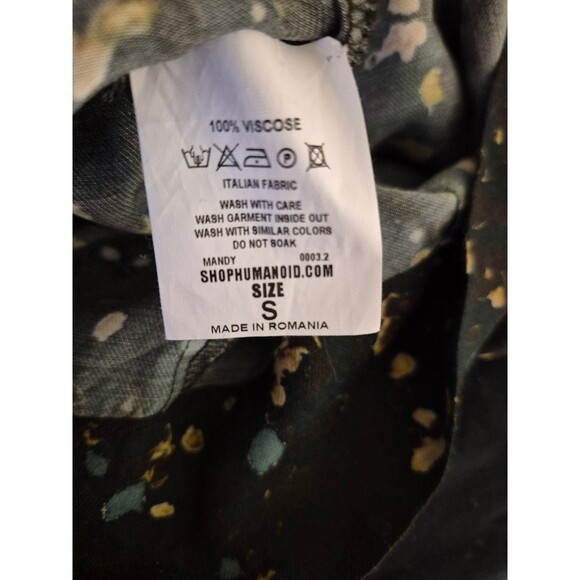 100% VISCOSE
P
ITALIAN FABRIC
WASH WITH CARE
WASH GARMENT INSIDE OUT
WASH WITH SIMILAR COLORS
DO NOT SOAK
MANDY 0003.2
SHOPHUMANOID.COM
SIZE
S
MADE IN ROMANIA